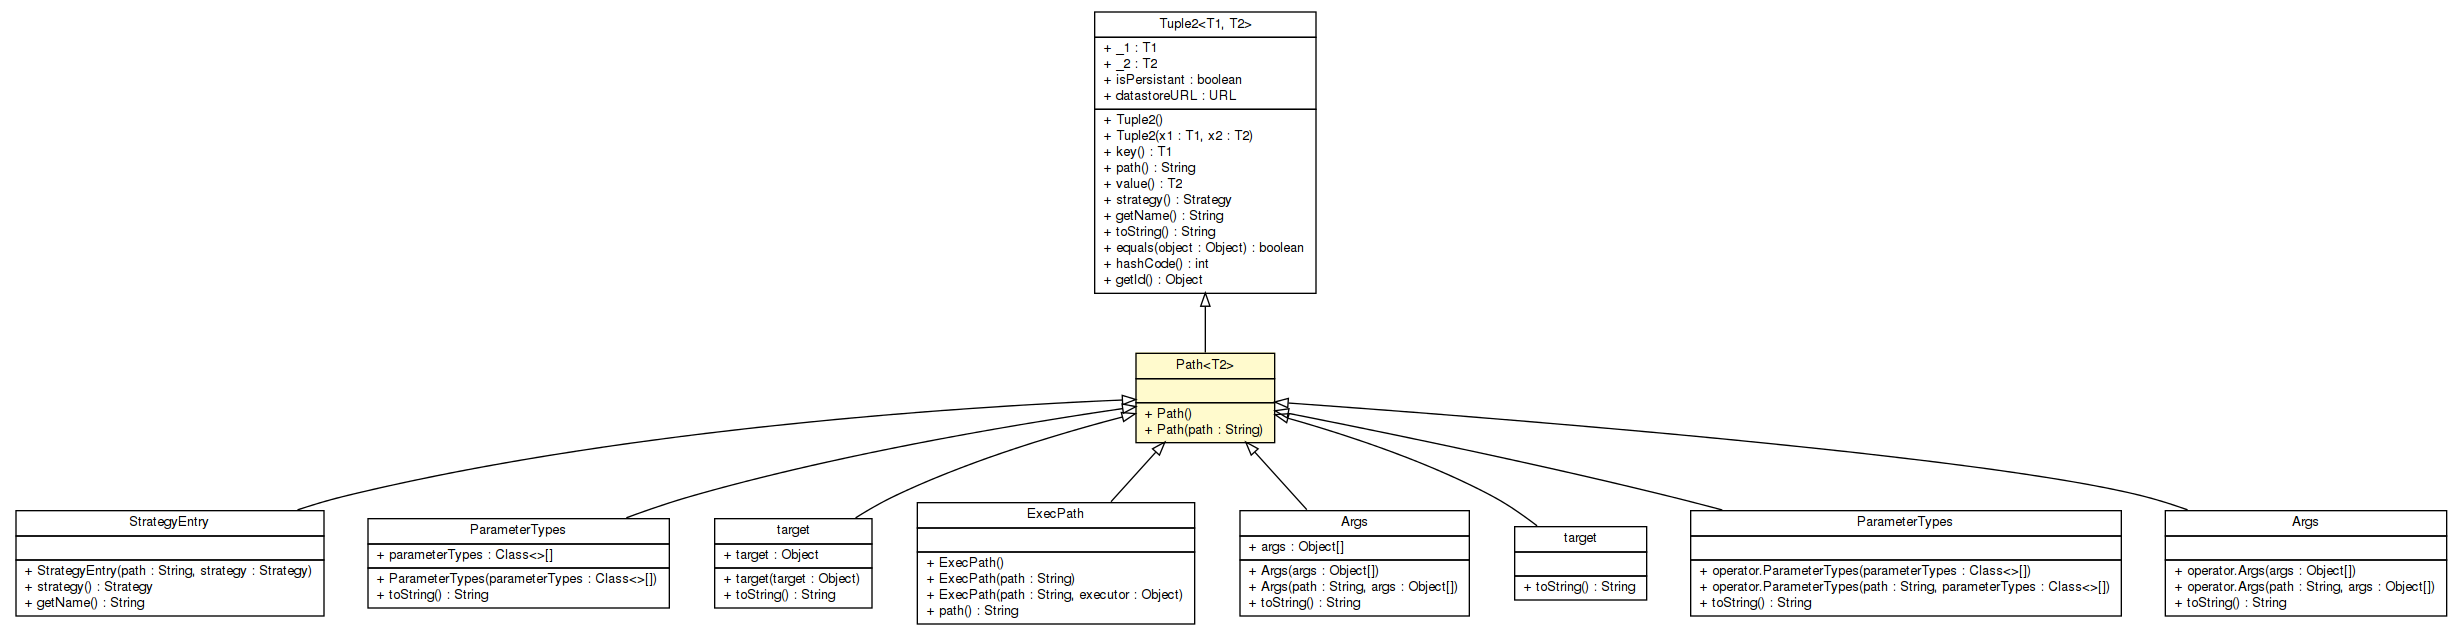 Tuple2<T1, T2>
+ _1 : T1
+ _2 : T2
+ isPersistant : boolean
+ datastoreURL : URL
+ Tuple2()
+ Tuple2(x1 : T1, x2 : T2)
+ key() : T1
+ path() : String
+ value() : T2
+ strategy() : Strategy
+ getName() : String
+ toString() : String
+ equals(object : Object) : boolean
+ hashCode() : int
+ getId() : Object
Path<T2>
+ Path()
+ Path(path : String)
StrategyEntry
+ StrategyEntry(path : String, strategy : Strategy)
+ strategy() : Strategy
+ getName() : String
ParameterTypes
+ parameterTypes : Class<>[]
+ ParameterTypes(parameterTypes : Class<>[])
+ toString() : String
target
+ target : Object
+ target(target : Object)
+ toString() : String
ExecPath
+ ExecPath()
+ ExecPath(path : String)
+ ExecPath(path : String, executor : Object)
+ path() : String
Args
+ args : Object[]
+ Args(args : Object[])
+ Args(path : String, args : Object[])
+ toString() : String
target
+ toString() : String
ParameterTypes
+ operator.ParameterTypes(parameterTypes : Class<>[])
+ operator.ParameterTypes(path : String, parameterTypes : Class<>[])
+ toString() : String
Args
+ operator.Args(args : Object[])
+ operator.Args(path : String, args : Object[])
+ toString() : String